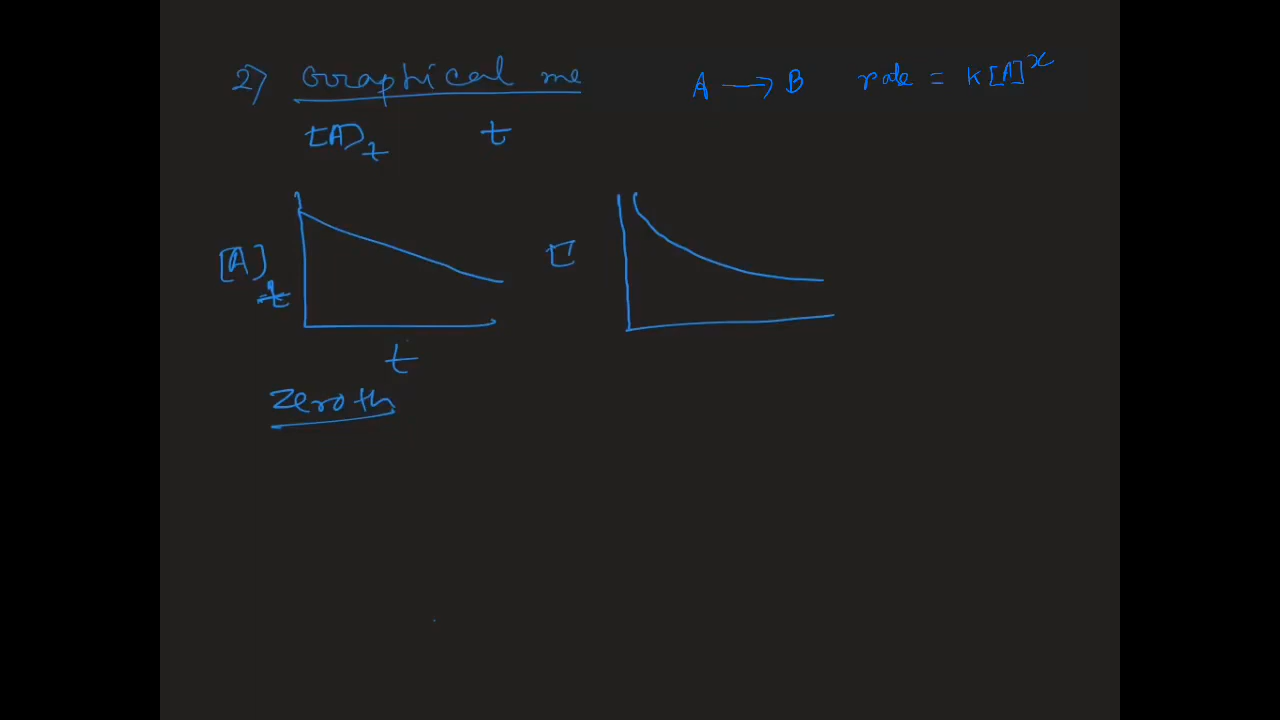 2) Graphical me
A → B rate = K[A]^x
[A]t t
[A]t [
t
Zeroth